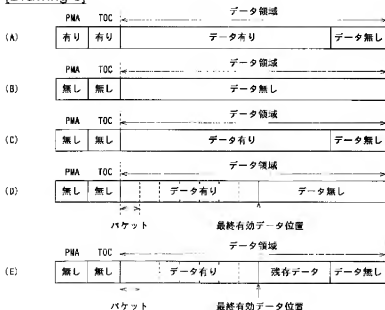 PMA TOC データ領域
(A) 有り 有り データ有り データ無し
PMA TOC データ領域
(B) 無し 無し データ無し
PMA TOC データ領域
(C) 無し 無し データ有り データ無し
PMA TOC データ領域
(D) 無し 無し データ有り データ無し
パケット 最終有効データ位置
PMA TOC データ領域
(E) 無し 無し データ有り 残存データ データ無し
パケット 最終有効データ位置